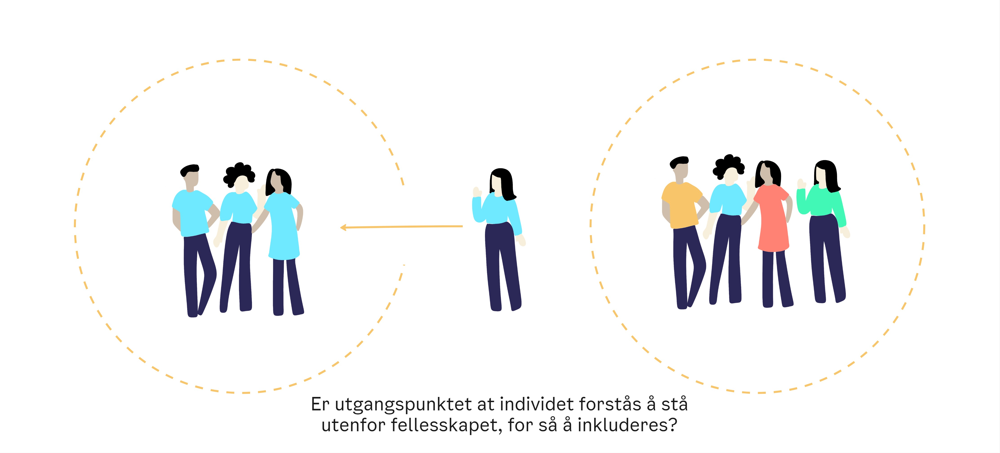 Er utgangspunktet at individet forstås å stå
utenfor fellesskapet, for så å inkluderes?